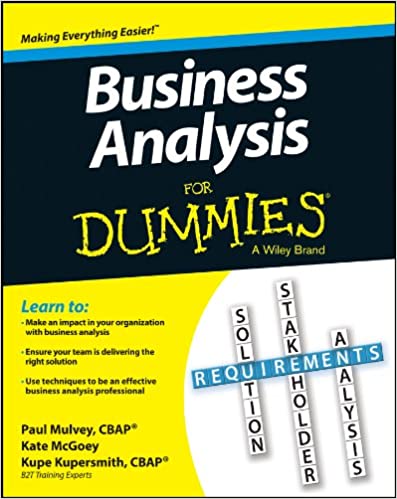 Making Everything Easier!™
Business
Analysis
FOR
DUMMIES®
A Wiley Brand
Learn to:
• Make an impact in your organization
with business analysis
• Ensure your team is delivering the
right solution
• Use techniques to be an effective
business analysis professional
SOLUTION
STAKEHOLDER
ANALYSIS
REQUIREMENTS
Paul Mulvey, CBAP®
Kate McGoey
Kupe Kupersmith, CBAP®
B2T Training Experts